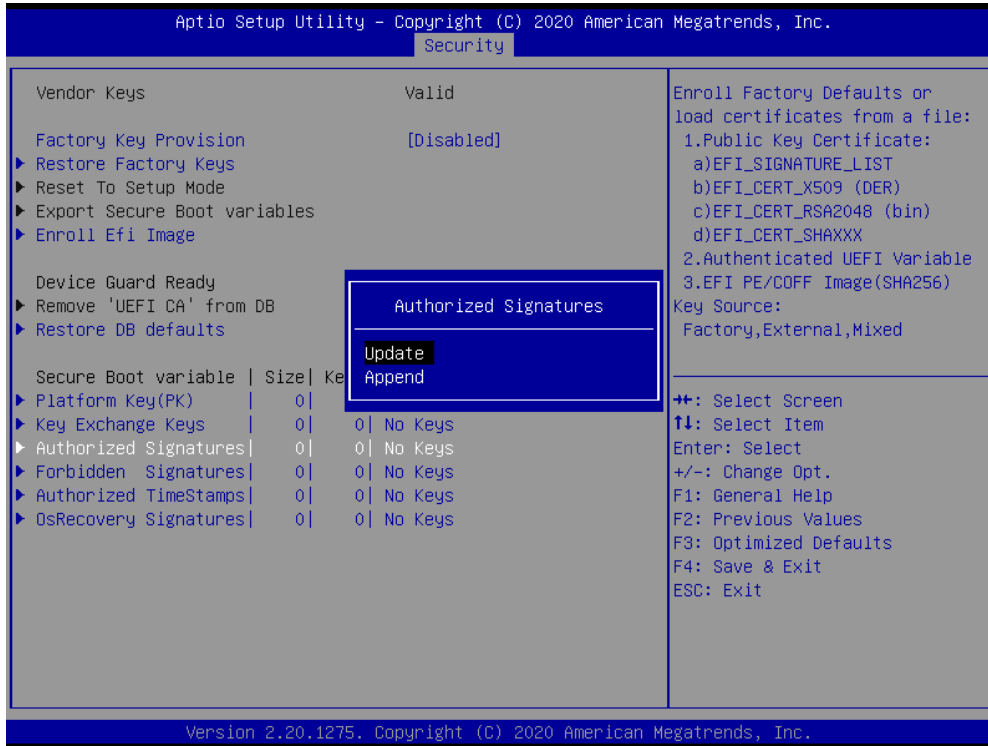 Aptio Setup Utility – Copyright (C) 2020 American Megatrends, Inc.
Security
Vendor Keys Valid
Factory Key Provision [Disabled]
Restore Factory Keys
Reset To Setup Mode
Export Secure Boot variables
Enroll Efi Image
Device Guard Ready
Remove 'UEFI CA' from DB
Restore DB defaults
Secure Boot variable | Size| Ke
Platform Key(PK) | 0|
Key Exchange Keys | 0| 0| No Keys
Authorized Signatures| 0| 0| No Keys
Forbidden Signatures| 0| 0| No Keys
Authorized TimeStamps| 0| 0| No Keys
OsRecovery Signatures| 0| 0| No Keys
Authorized Signatures
Update
Append
Enroll Factory Defaults or
load certificates from a file:
1.Public Key Certificate:
a)EFI_SIGNATURE_LIST
b)EFI_CERT_X509 (DER)
c)EFI_CERT_RSA2048 (bin)
d)EFI_CERT_SHAXXX
2.Authenticated UEFI Variable
3.EFI PE/COFF Image(SHA256)
Key Source:
Factory,External,Mixed
→←: Select Screen
↑↓: Select Item
Enter: Select
+/-: Change Opt.
F1: General Help
F2: Previous Values
F3: Optimized Defaults
F4: Save & Exit
ESC: Exit
Version 2.20.1275. Copyright (C) 2020 American Megatrends, Inc.